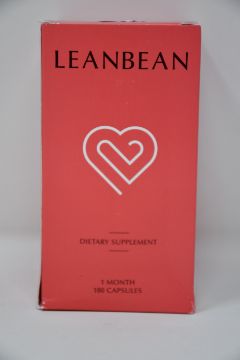 LEANBEAN
DIETARY SUPPLEMENT
1 MONTH
180 CAPSULES